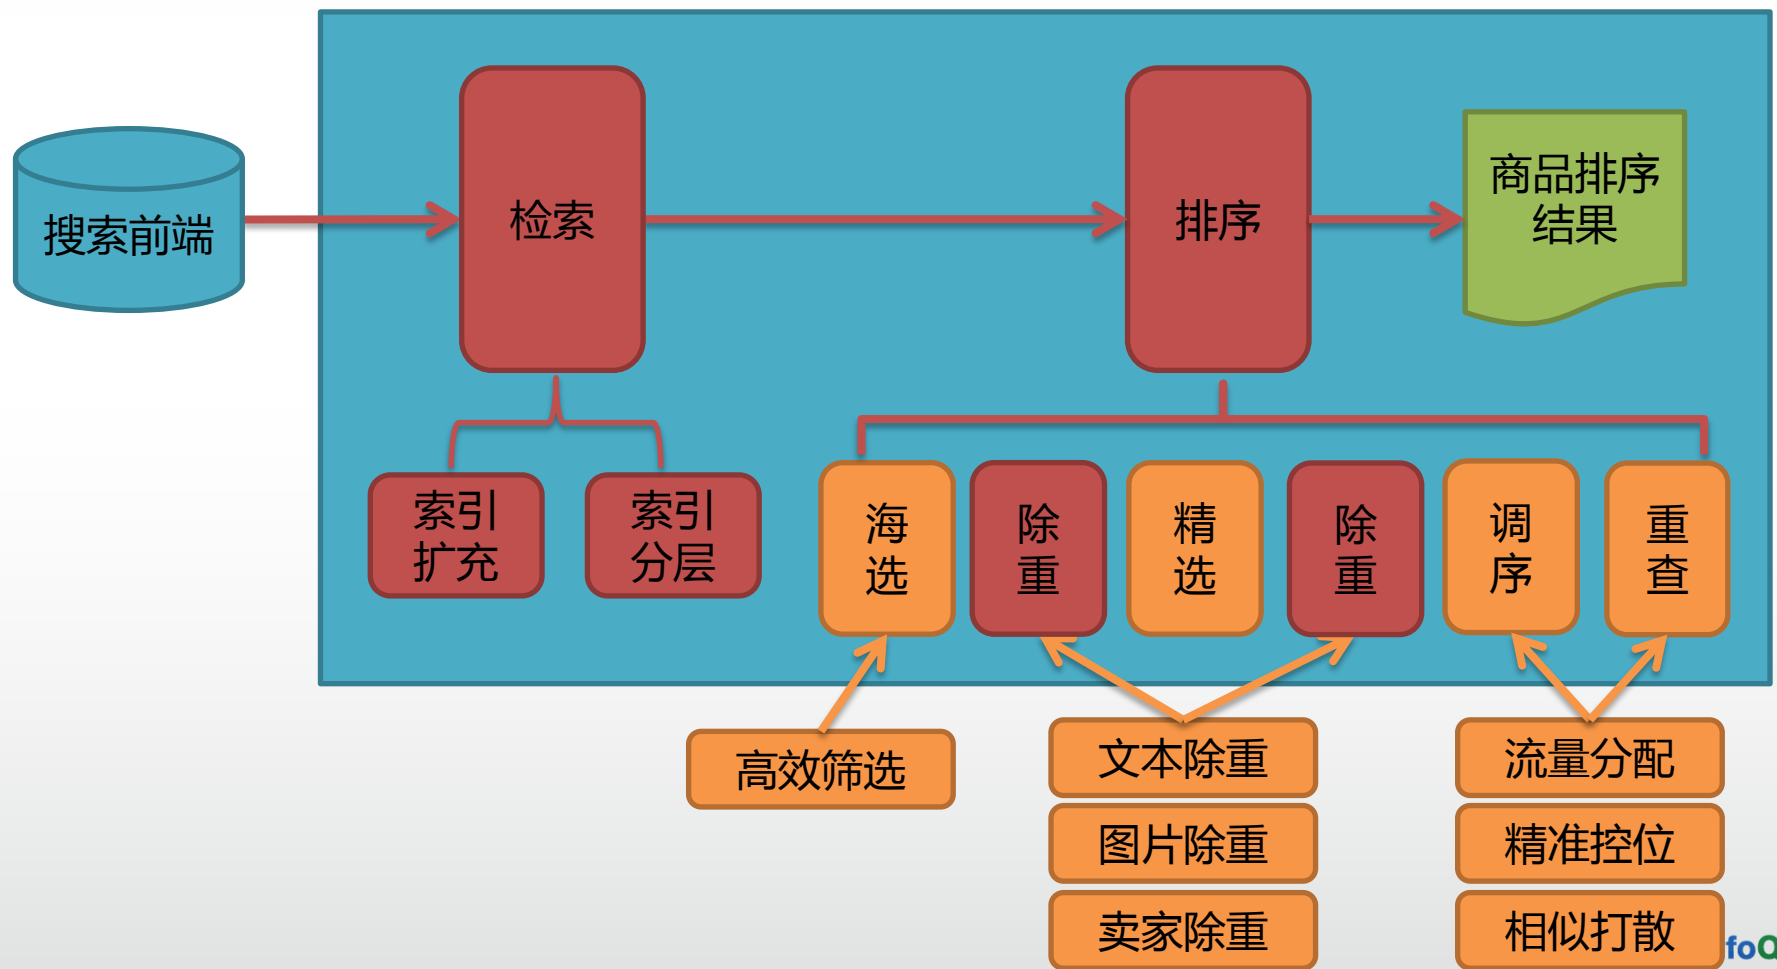 搜索前端
检索
排序
商品排序
结果
索引
扩充
索引
分层
海
选
除
重
精
选
除
重
调
序
重
查
高效筛选
文本除重
图片除重
卖家除重
流量分配
精准控位
相似打散
foQ